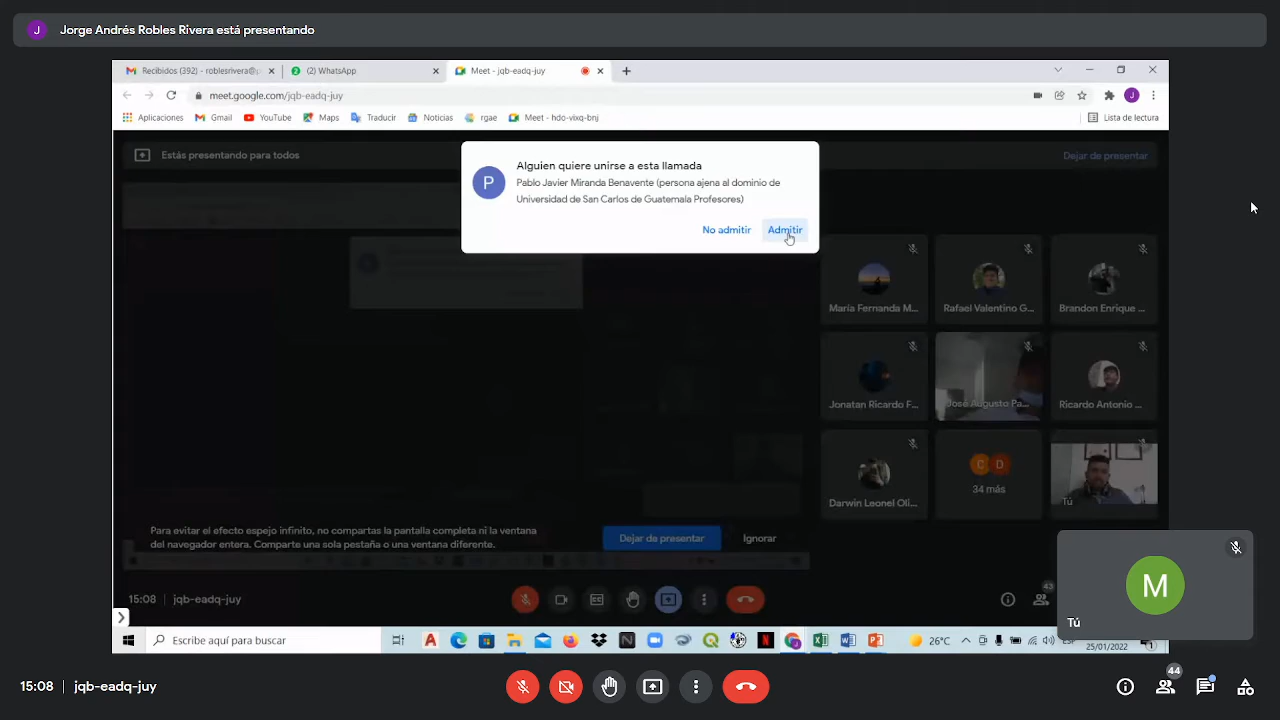 J Jorge Andrés Robles Rivera está presentando
Recibidos (392) - roblesrivera@p
(2) WhatsApp
Meet - jqb-eadq-juy
meet.google.com/jqb-eadq-juy
J
Aplicaciones
Gmail
YouTube
Maps
Traducir
Noticias
rgae
Meet - hdo-vixq-bnj
Lista de lectura
Estás presentando para todos
Dejar de presentar
Alguien quiere unirse a esta llamada
P
Pablo Javier Miranda Benavente (persona ajena al dominio de
Universidad de San Carlos de Guatemala Profesores)
No admitir
Admitir
María Fernanda M...
Rafael Valentino G...
Brandon Enrique ...
Jonatan Ricardo F...
José Augusto Pa...
Ricardo Antonio ...
Darwin Leonel Oli...
C D
34 más
Tú
Para evitar el efecto espejo infinito, no compartas la pantalla completa ni la ventana
del navegador entera. Comparte una sola pestaña o una ventana diferente.
Dejar de presentar
Ignorar
M
Tú
15:08 | jqb-eadq-juy
43
Escribe aquí para buscar
26°C
25/01/2022
1
15:08 | jqb-eadq-juy
44